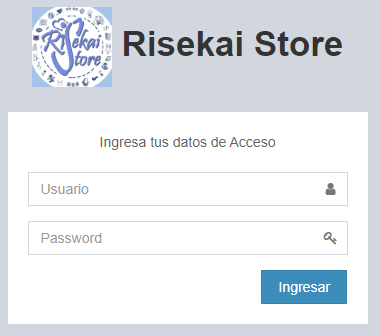 Risekai
Store
Risekai Store
Ingresa tus datos de Acceso
Usuario
Password
Ingresar